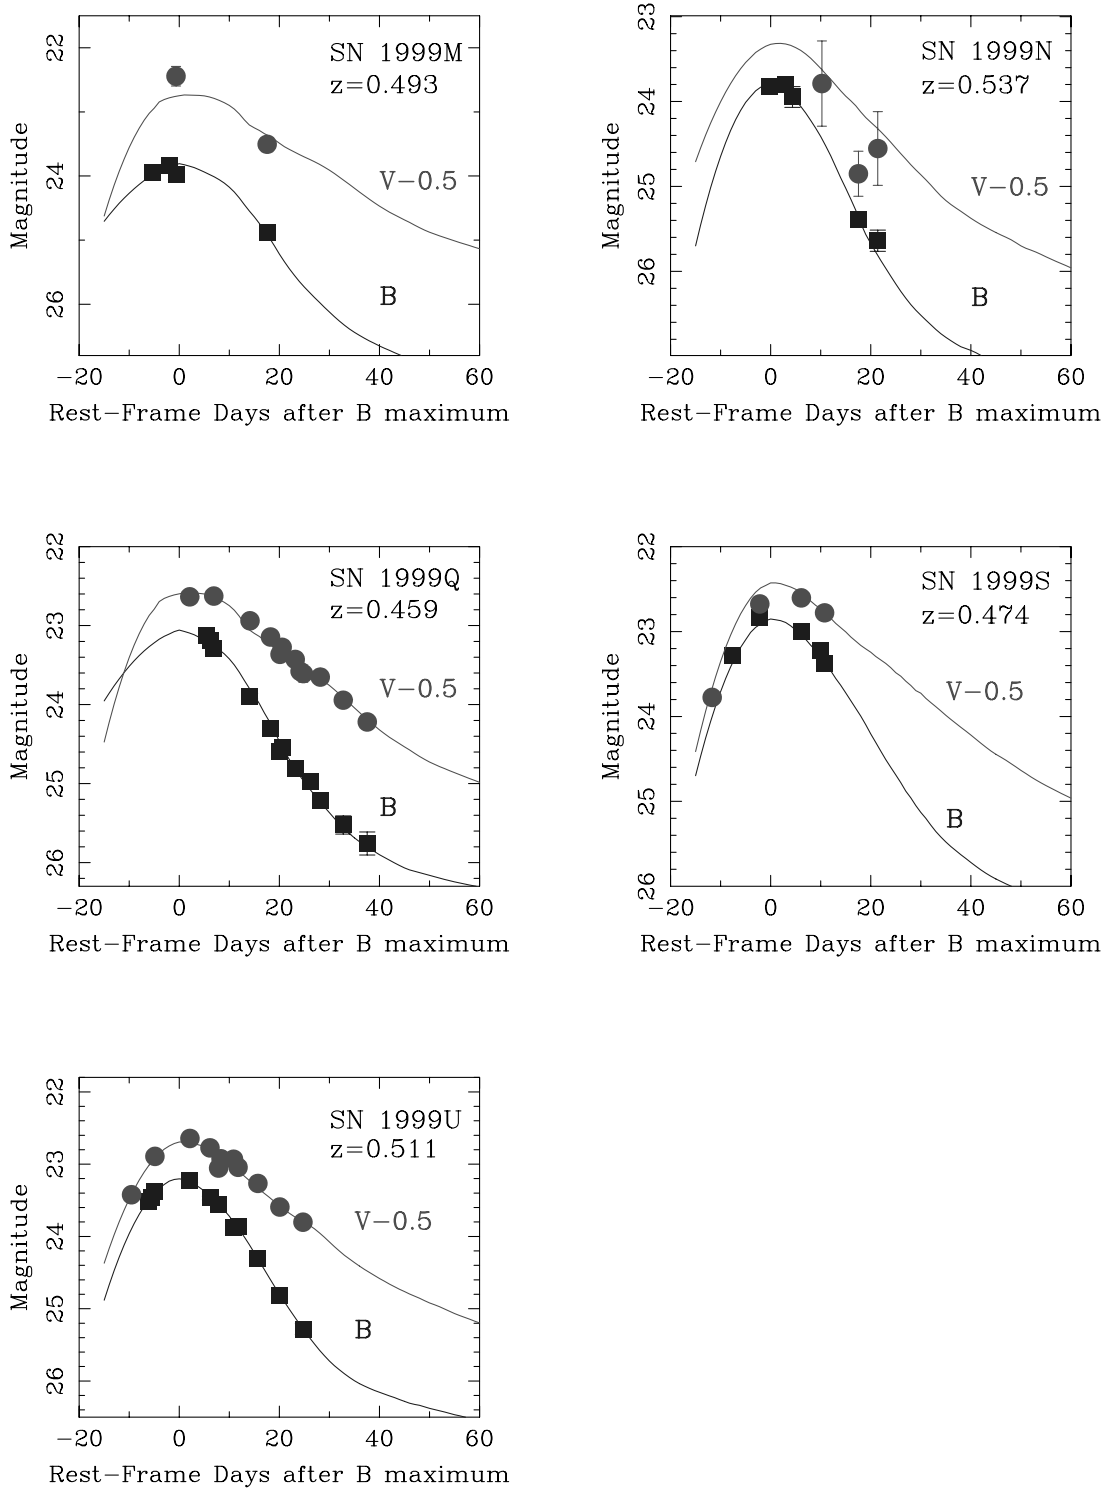 SN 1999M
z=0.493
V-0.5
B
Magnitude
22
24
26
-20 0 20 40 60
Rest-Frame Days after B maximum
SN 1999N
z=0.537
V-0.5
B
Magnitude
23
24
25
26
-20 0 20 40 60
Rest-Frame Days after B maximum
SN 1999Q
z=0.459
V-0.5
B
Magnitude
22
23
24
25
26
-20 0 20 40 60
Rest-Frame Days after B maximum
SN 1999S
z=0.474
V-0.5
B
Magnitude
22
23
24
25
26
-20 0 20 40 60
Rest-Frame Days after B maximum
SN 1999U
z=0.511
V-0.5
B
Magnitude
22
23
24
25
26
-20 0 20 40 60
Rest-Frame Days after B maximum